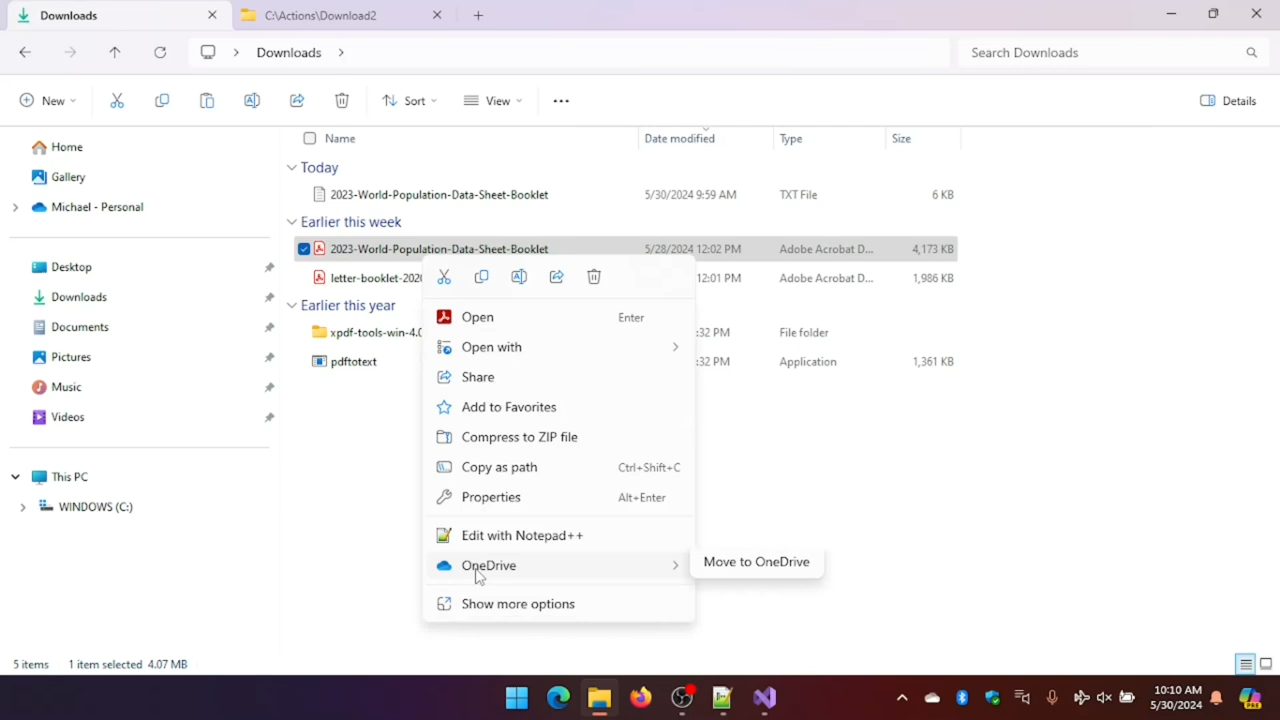 Downloads
C:\Actions\Download2
Downloads
Search Downloads
New
Sort
View
Details
Name Date modified Type Size
Today
2023-World-Population-Data-Sheet-Booklet 5/30/2024 9:59 AM TXT File 6 KB
Earlier this week
2023-World-Population-Data-Sheet-Booklet 5/28/2024 12:02 PM Adobe Acrobat D... 4,173 KB
letter-booklet-202 12:01 PM Adobe Acrobat D... 1,986 KB
Earlier this year
xpdf-tools-win-4.0 :32 PM File folder
pdftotext :32 PM Application 1,361 KB
Home
Gallery
Michael - Personal
Desktop
Downloads
Documents
Pictures
Music
Videos
This PC
WINDOWS (C:)
Open Enter
Open with
Share
Add to Favorites
Compress to ZIP file
Copy as path Ctrl+Shift+C
Properties Alt+Enter
Edit with Notepad++
OneDrive
Move to OneDrive
Show more options
5 items 1 item selected 4.07 MB
10:10 AM
5/30/2024
PRE